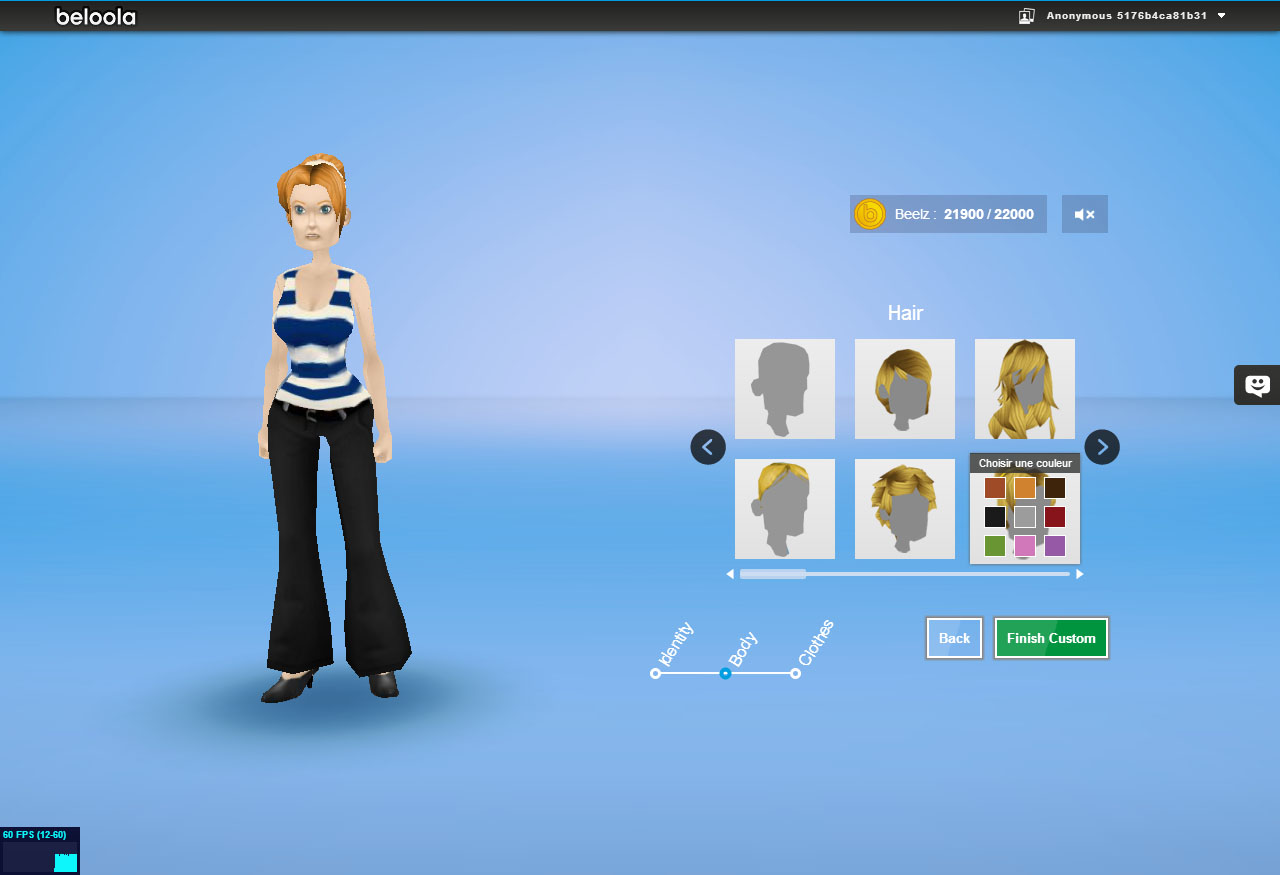 beloola
Anonymous 5176b4ca81b31
Beelz : 21900 / 22000
Hair
Choisir une couleur
Identity
Body
Clothes
Back
Finish Custom
60 FPS (12-60)